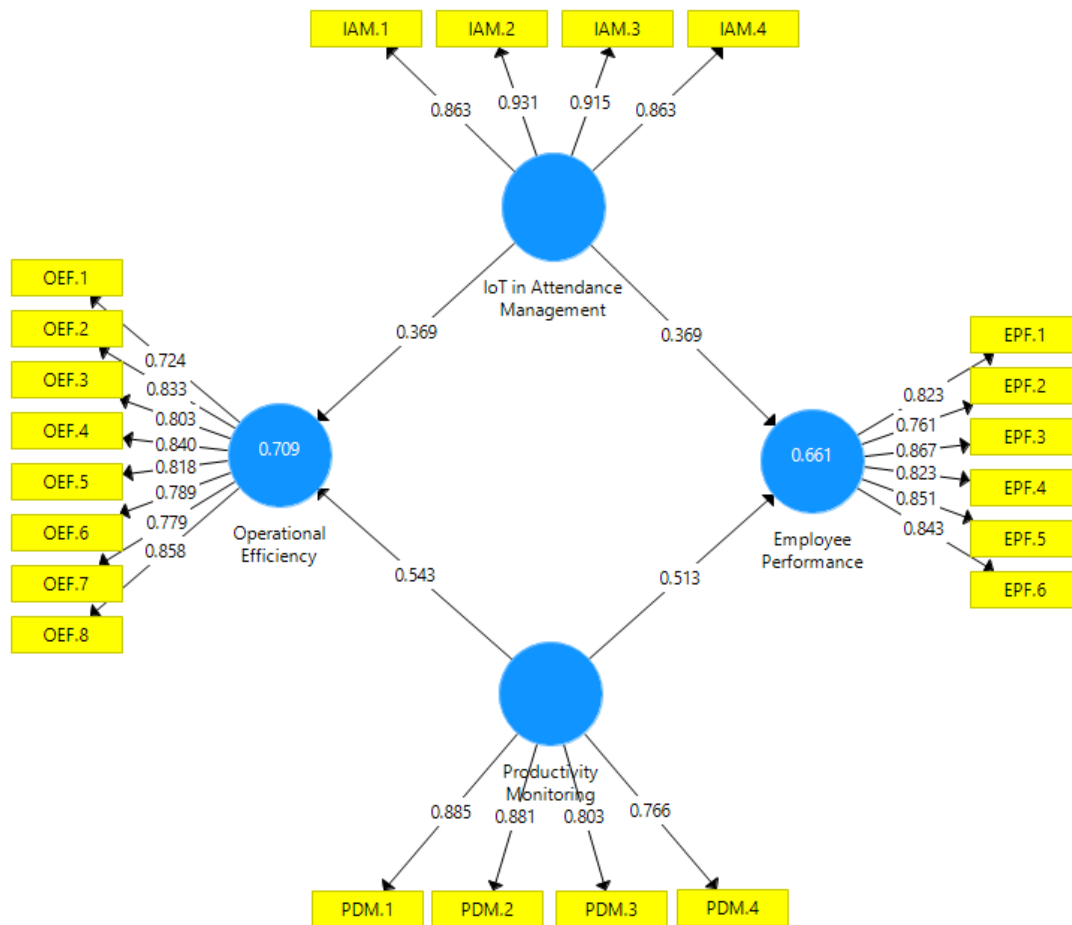 IAM.1
IAM.2
IAM.3
IAM.4
0.863
0.931
0.915
0.863
IoT in Attendance
Management
0.369
0.369
OEF.1
OEF.2
OEF.3
OEF.4
OEF.5
OEF.6
OEF.7
OEF.8
0.724
0.833
0.803
0.840
0.818
0.789
0.779
0.858
0.709
Operational
Efficiency
0.661
Employee
Performance
0.823
0.761
0.867
0.823
0.851
0.843
EPF.1
EPF.2
EPF.3
EPF.4
EPF.5
EPF.6
0.543
0.513
Productivity
Monitoring
0.885
0.881
0.803
0.766
PDM.1
PDM.2
PDM.3
PDM.4